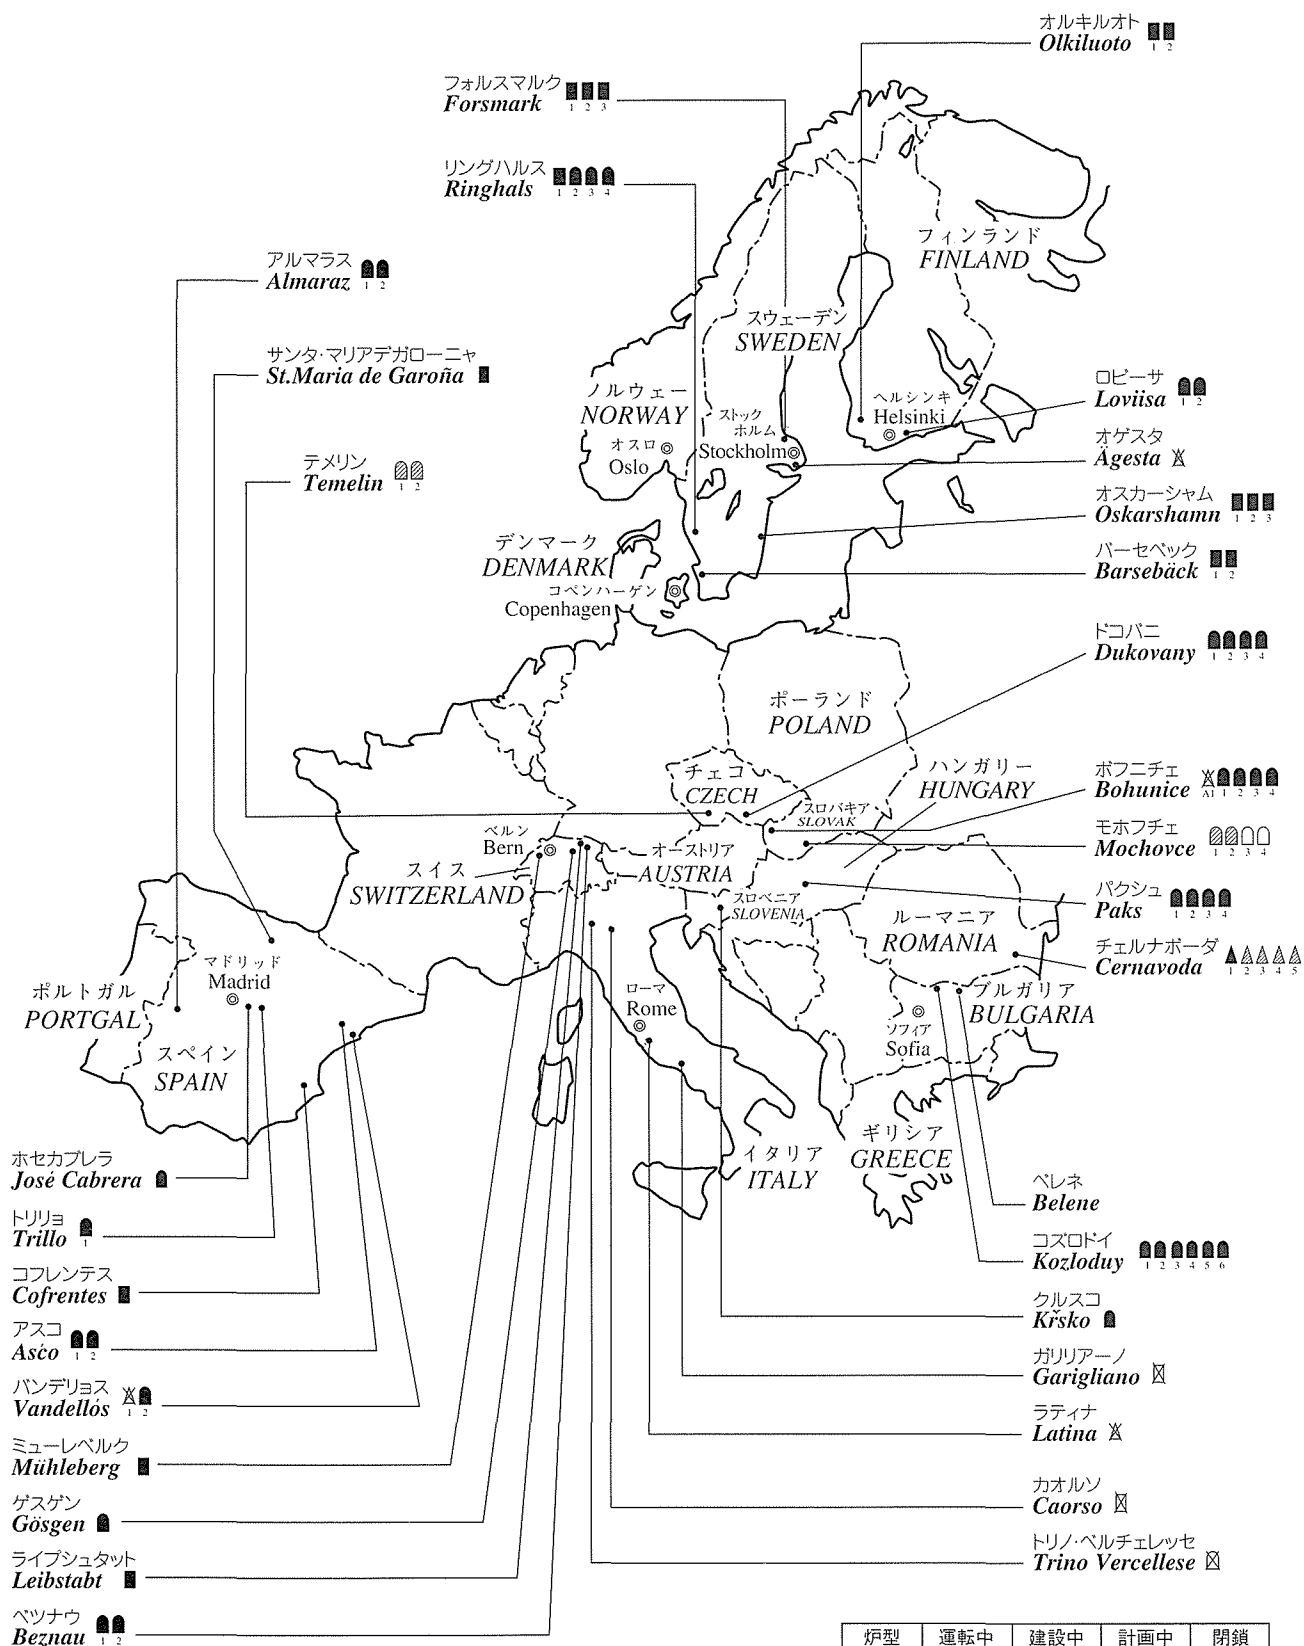 オルキルオト
Olkiluoto
1 2
フォルスマルク
Forsmark
1 2 3
リングハルス
Ringhals
1 2 3 4
アルマラス
Almaraz
1 2
サンタ・マリアデガローニャ
St.Maria de Garoña
テメリン
Temelin
1 2
フィンランド
FINLAND
スウェーデン
SWEDEN
ノルウェー
NORWAY
オスロ
Oslo
ストック
ホルム
Stockholm
ヘルシンキ
Helsinki
ロビーサ
Loviisa
1 2
オゲスタ
Ägesta
オスカーシャム
Oskarshamn
1 2 3
バーセベック
Barsebäck
1 2
デンマーク
DENMARK
コペンハーゲン
Copenhagen
ドコバニ
Dukovany
1 2 3 4
ポーランド
POLAND
チェコ
CZECH
ハンガリー
HUNGARY
スロバキア
SLOVAK
ボフニチェ
Bohunice
A1 1 2 3 4
モホフチェ
Mochovce
1 2 3 4
ベルン
Bern
スイス
SWITZERLAND
オーストリア
AUSTRIA
スロベニア
SLOVENIA
パクシュ
Paks
1 2 3 4
ルーマニア
ROMANIA
チェルナボーダ
Cernavoda
1 2 3 4 5
マドリッド
Madrid
ポルトガル
PORTGAL
スペイン
SPAIN
ローマ
Rome
ソフィア
Sofia
ブルガリア
BULGARIA
イタリア
ITALY
ギリシア
GREECE
ホセカブレラ
José Cabrera
トリリョ
Trillo
1
コフレンテス
Cofrentes
アスコ
Asćo
1 2
バンデリョス
Vandellós
1 2
ミューレベルク
Mühleberg
ゲスゲン
Gösgen
ライプシュタット
Leibstabt
ベツナウ
Beznau
1 2
ベレネ
Belene
コズロドイ
Kozloduy
1 2 3 4 5 6
クルスコ
Křsko
ガリリアーノ
Garigliano
ラティナ
Latina
カオルソ
Caorso
トリノ・ベルチェレッセ
Trino Vercellese
炉型 運転中 建設中 計画中 閉鎖